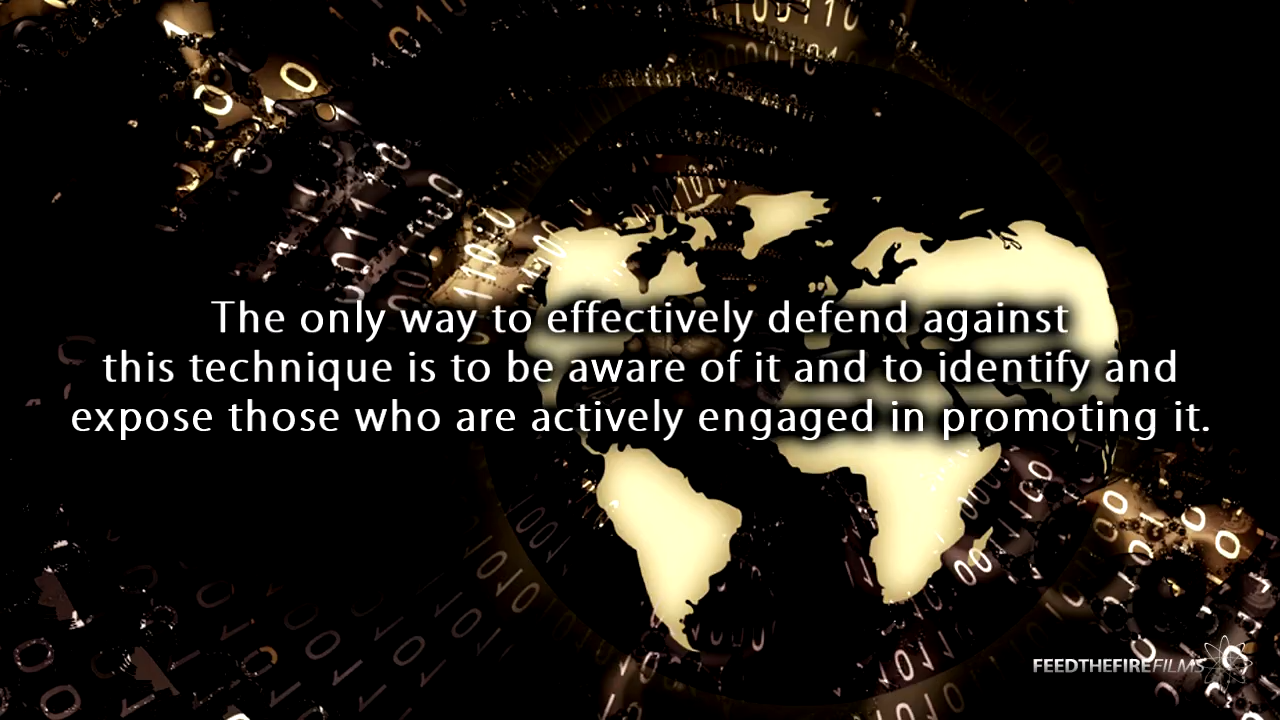 The only way to effectively defend against
this technique is to be aware of it and to identify and
expose those who are actively engaged in promoting it.
FEEDTHEFIREFILMS